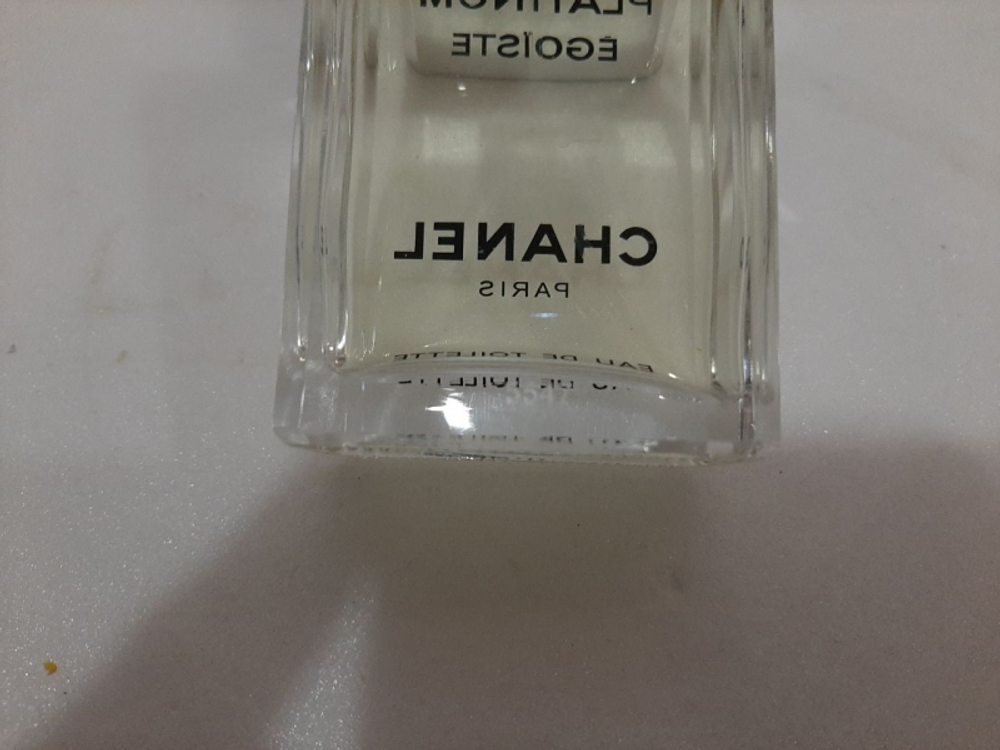 PLATINUM
ÉGOÏSTE
CHANEL
PARIS
EAU DE TOILETTE